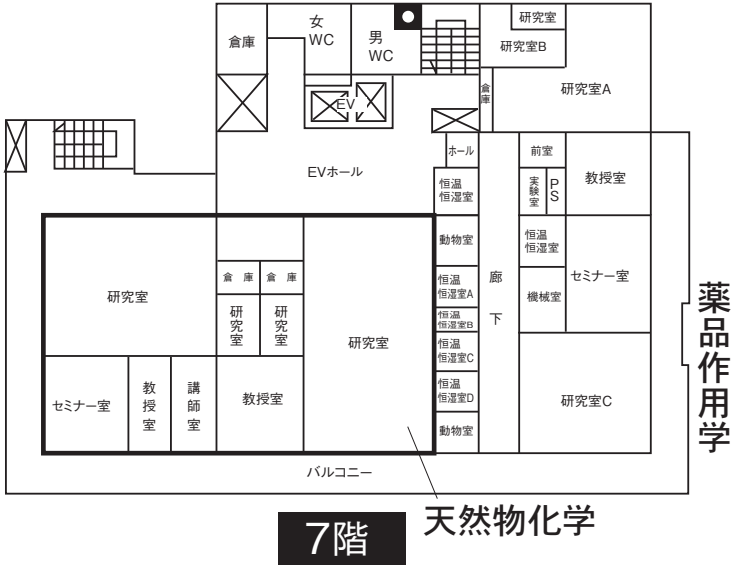 研究室
女
WC
男
WC
倉庫
研究室B
倉庫
研究室A
EV
EVホール
ホール
前室
恒温
恒湿室
実験室
PS
教授室
動物室
恒温
恒湿室
廊下
セミナー室
恒温
恒湿室A
機械室
恒温
恒湿室B
恒温
恒湿室C
恒温
恒湿室D
動物室
研究室C
研究室
倉庫
倉庫
研究室
研究室
研究室
セミナー室
教授室
講師室
教授室
バルコニー
薬品作用学
天然物化学
7階